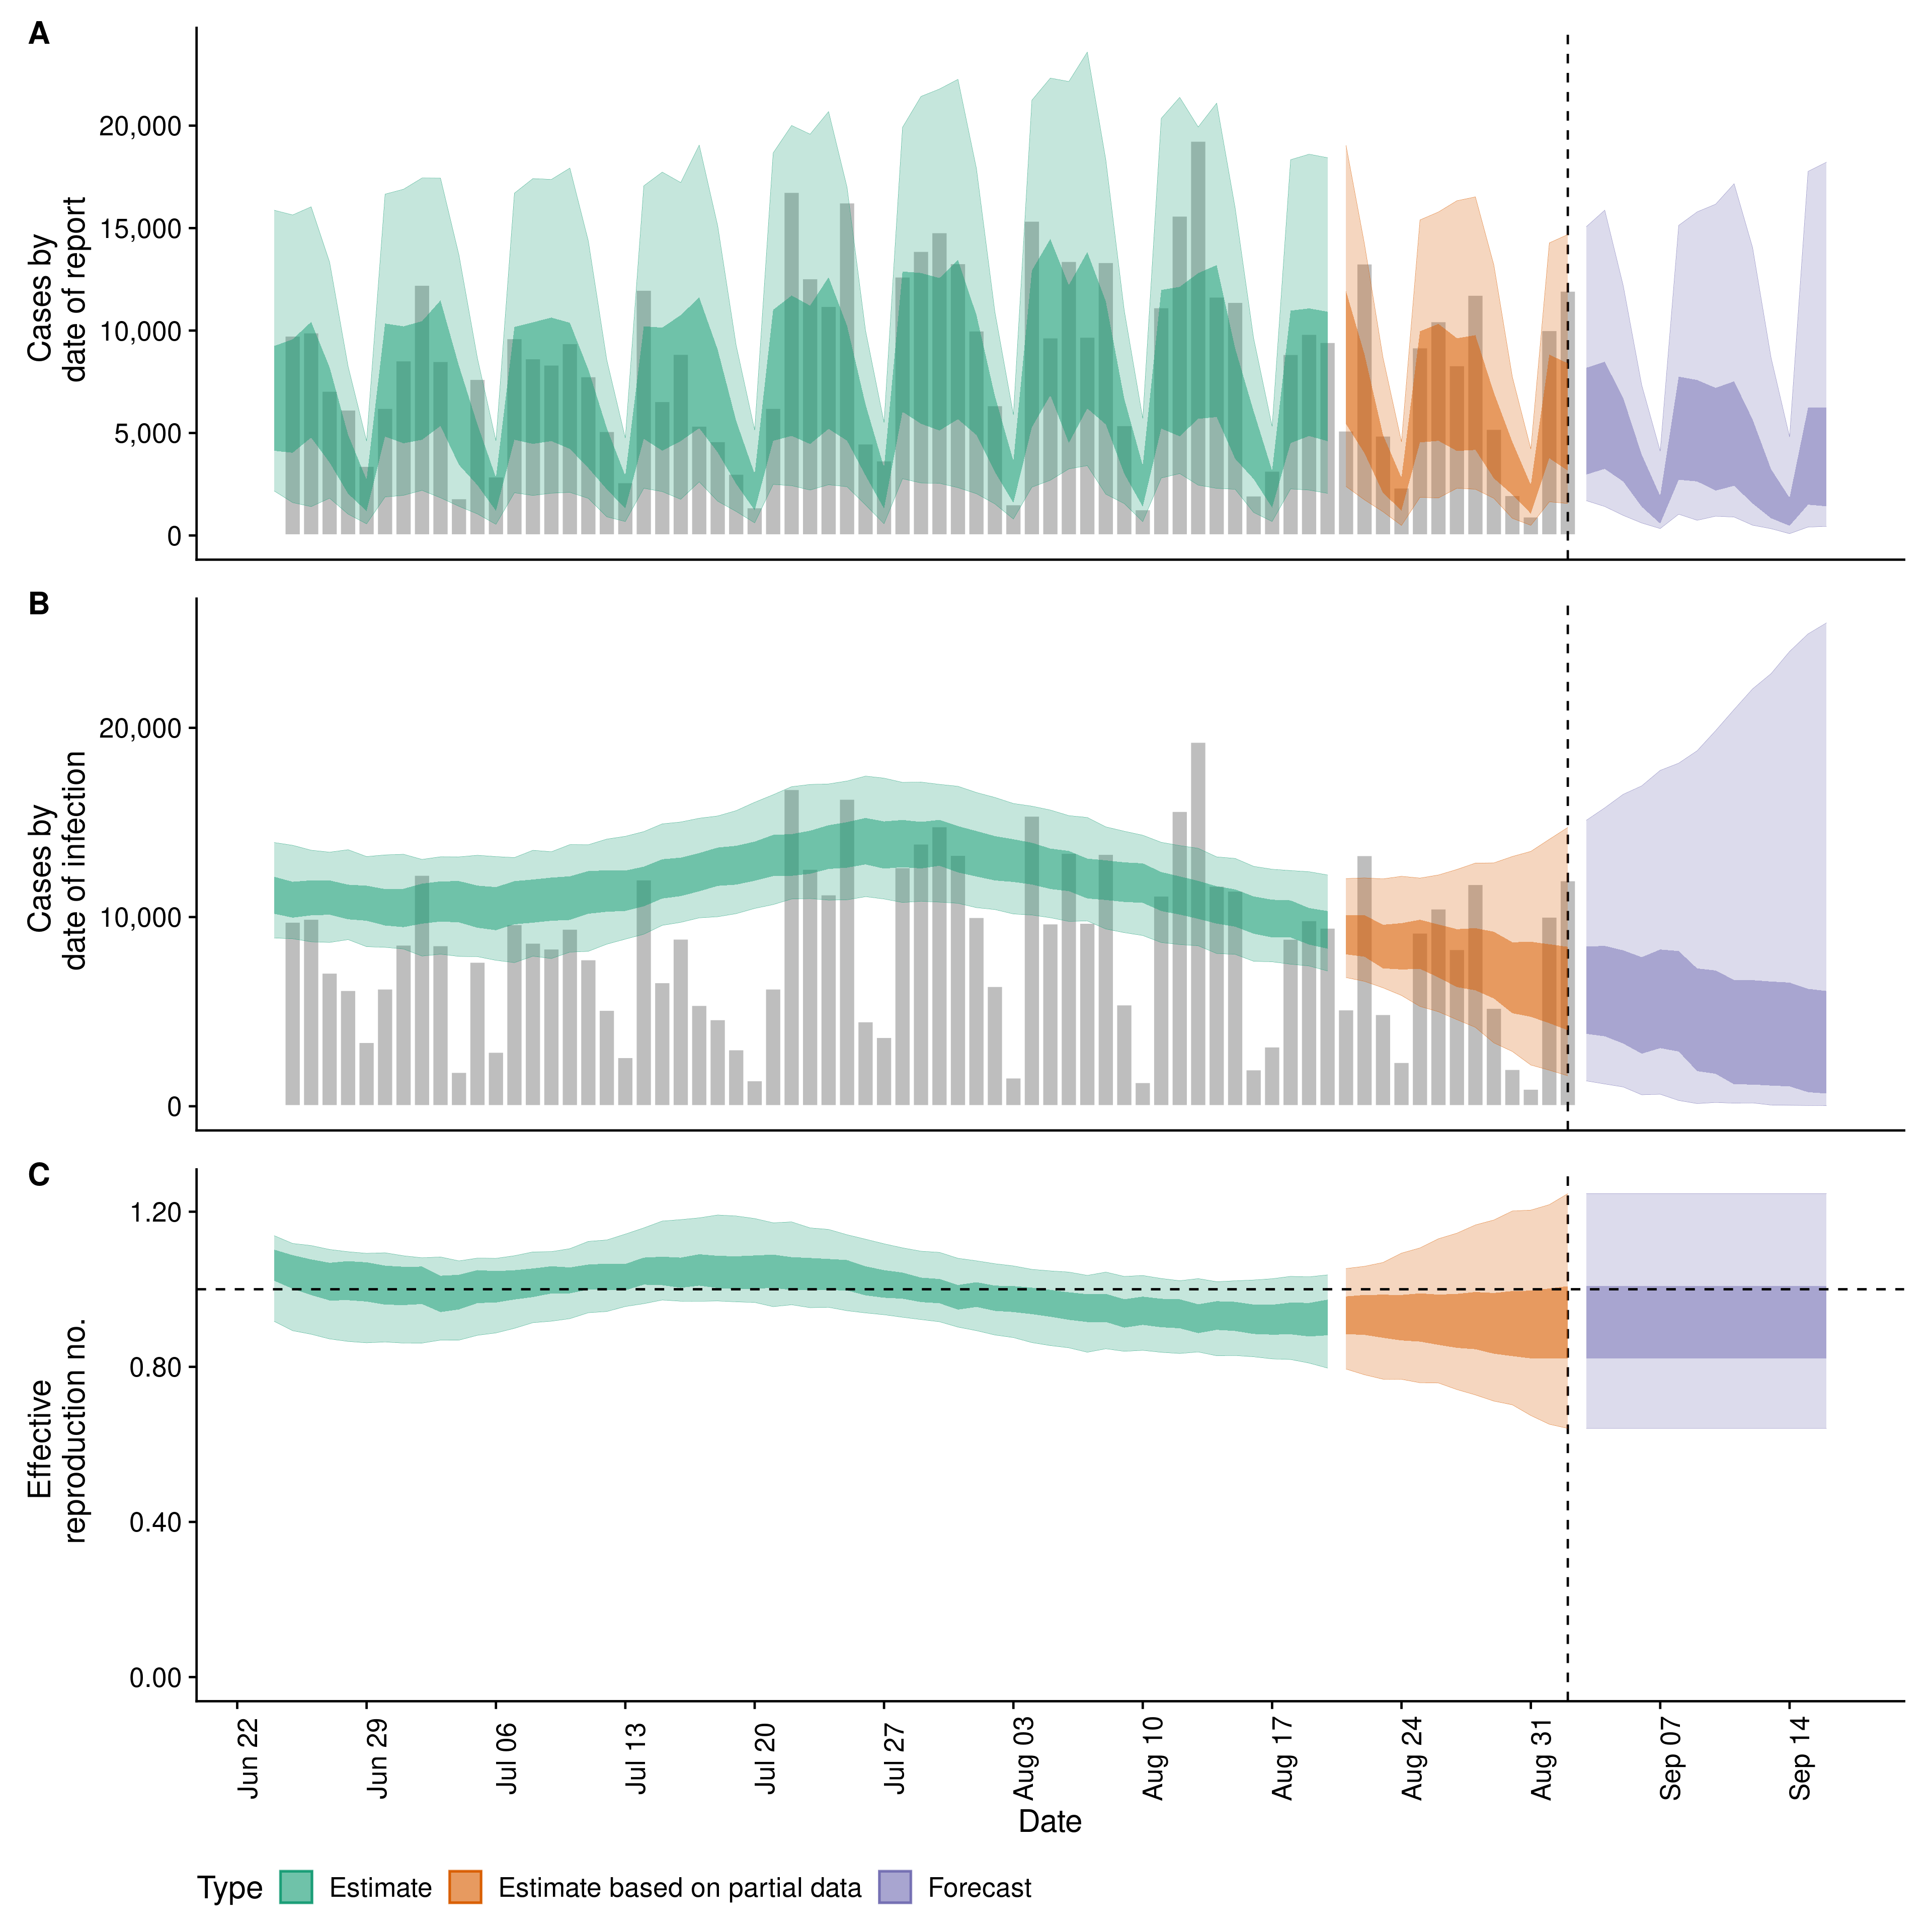 A
Cases by
date of report
20,000
15,000
10,000
5,000
0
B
Cases by
date of infection
20,000
10,000
0
C
Effective
reproduction no.
1.20
0.80
0.40
0.00
Jun 22
Jun 29
Jul 06
Jul 13
Jul 20
Jul 27
Aug 03
Aug 10
Aug 17
Aug 24
Aug 31
Sep 07
Sep 14
Date
Type Estimate Estimate based on partial data Forecast